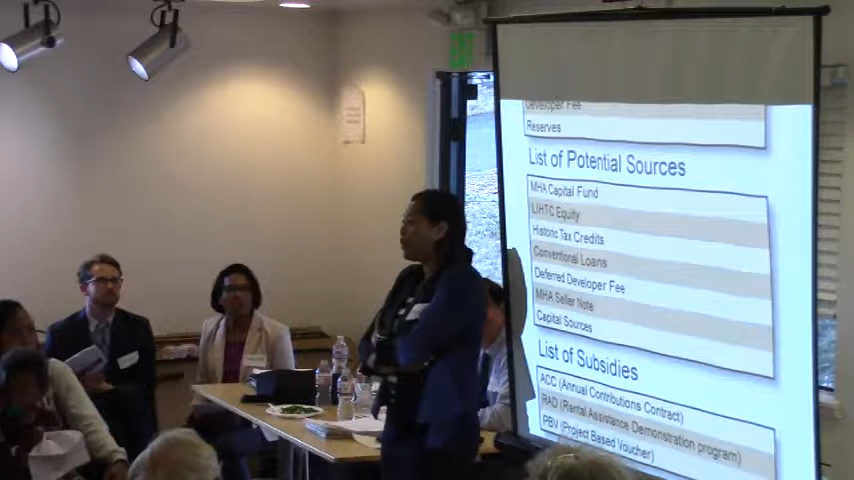 Developer Fee
Reserves
List of Potential Sources
MHA Capital Fund
LIHTC Equity
Historic Tax Credits
Conventional Loans
Deferred Developer Fee
MHA Seller Note
Capital Sources
List of Subsidies
ACC (Annual Contributions Contract)
RAD (Rental Assistance Demonstration program)
PBV (Project Based Voucher)